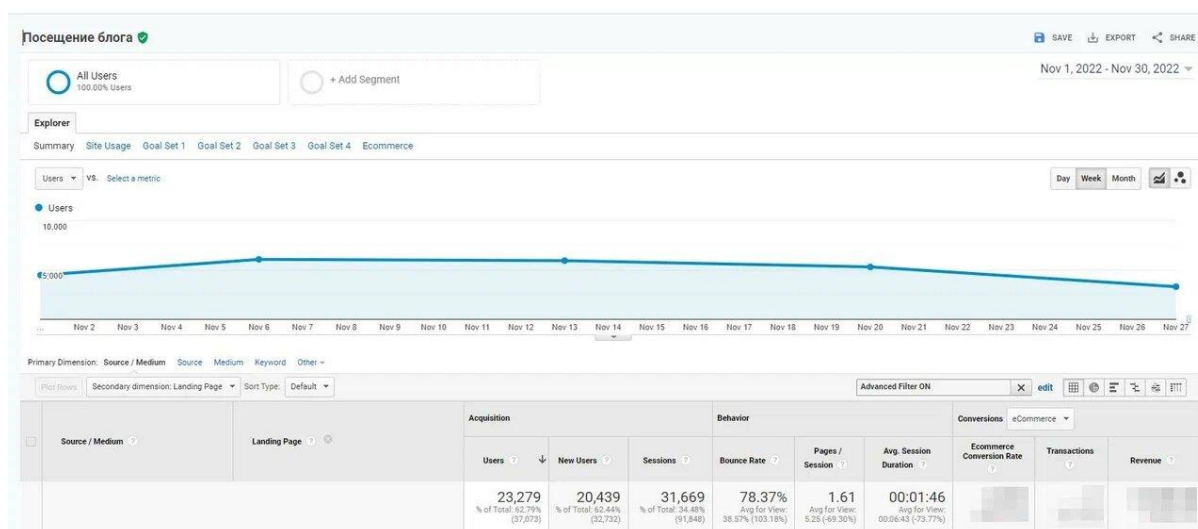 Посещение блога
SAVE EXPORT SHARE
All Users
100.00% Users
+ Add Segment
Nov 1, 2022 - Nov 30, 2022
Explorer
Summary Site Usage Goal Set 1 Goal Set 2 Goal Set 3 Goal Set 4 Ecommerce
Users VS. Select a metric
Day Week Month
Users
10,000
5,000
... Nov 2 Nov 3 Nov 4 Nov 5 Nov 6 Nov 7 Nov 8 Nov 9 Nov 10 Nov 11 Nov 12 Nov 13 Nov 14 Nov 15 Nov 16 Nov 17 Nov 18 Nov 19 Nov 20 Nov 21 Nov 22 Nov 23 Nov 24 Nov 25 Nov 26 Nov 27
Primary Dimension: Source / Medium Source Medium Keyword Other
Plot Rows Secondary dimension: Landing Page Sort Type: Default Advanced Filter ON edit
Acquisition Behavior Conversions eCommerce
Source / Medium Landing Page
Users New Users Sessions Bounce Rate Pages / Session Avg. Session Duration Ecommerce Conversion Rate Transactions Revenue
23,279 20,439 31,669 78.37% 1.61 00:01:46
% of Total: 62.79% (37,073) % of Total: 62.44% (32,732) % of Total: 34.48% (91,848) Avg for View: 38.57% (103.18%) Avg for View: 5.25 (-69.30%) Avg for View: 00:06:43 (-73.77%)